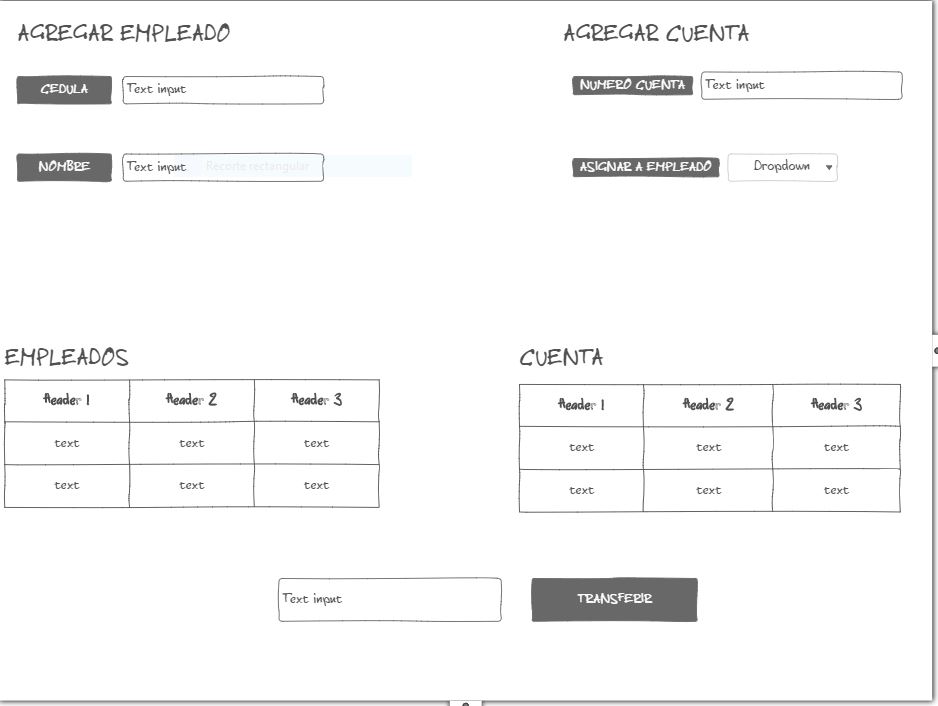 AGREGAR EMPLEADO
AGREGAR CUENTA
CEDULA
Text input
NUMERO CUENTA
Text input
NOMBRE
Text input
Recorte rectangular
ASIGNAR A EMPLEADO
Dropdown
EMPLEADOS
Header 1 Header 2 Header 3
text text text
text text text
CUENTA
Header 1 Header 2 Header 3
text text text
text text text
Text input
TRANSFERIR